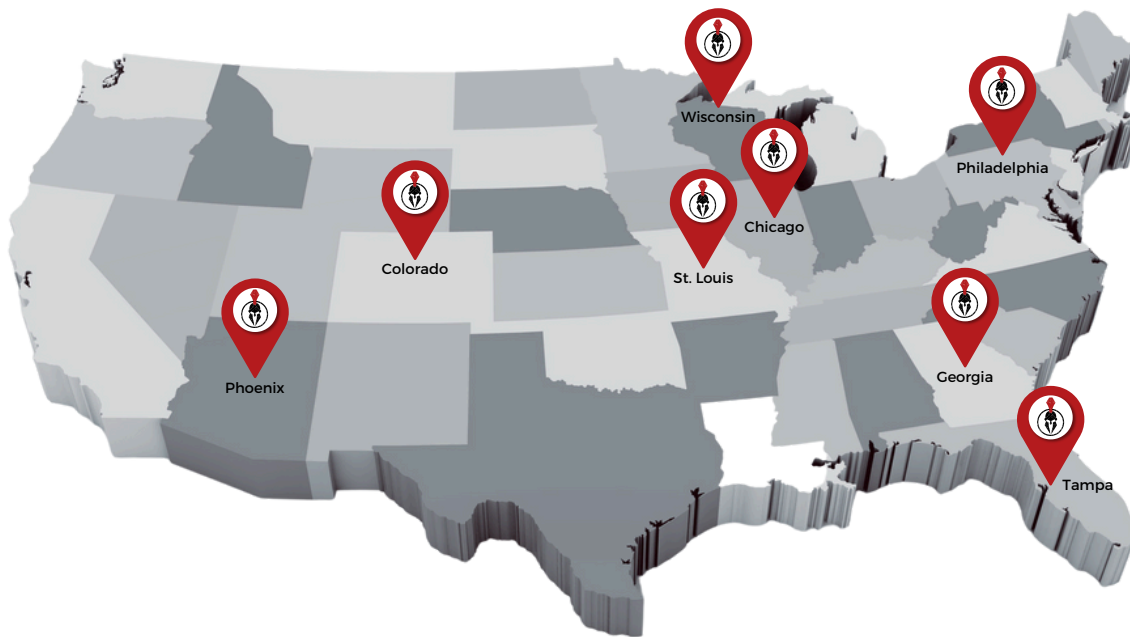 Wisconsin
Philadelphia
Chicago
Colorado
St. Louis
Georgia
Phoenix
Tampa